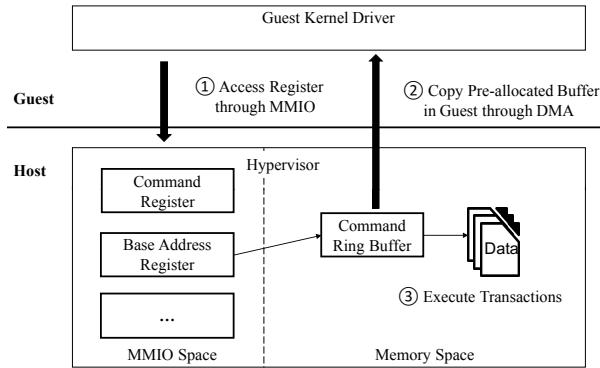 Guest Kernel Driver
① Access Register
through MMIO
② Copy Pre-allocated Buffer
in Guest through DMA
Guest
Host
Hypervisor
Command
Register
Base Address
Register
...
MMIO Space
Command
Ring Buffer
Data
③ Execute Transactions
Memory Space